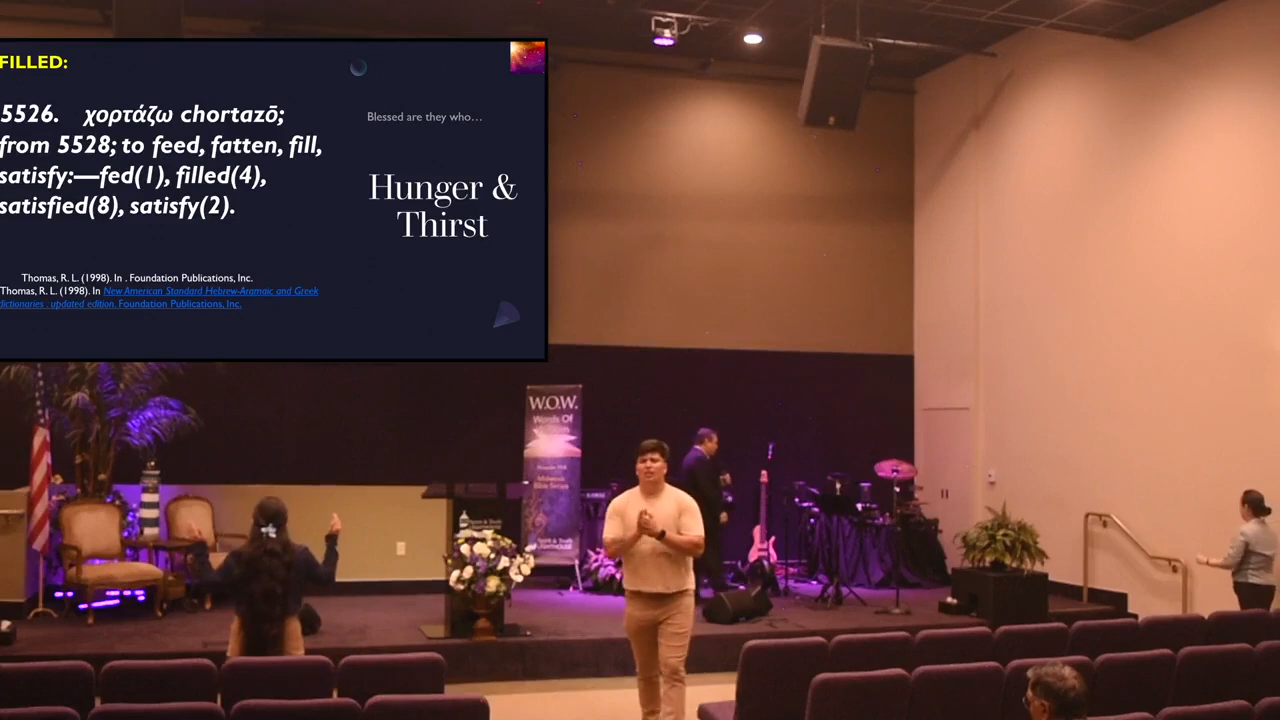 FILLED:
5526. χορτάζω chortazō;
from 5528; to feed, fatten, fill,
satisfy:—fed(1), filled(4),
satisfied(8), satisfy(2).
Thomas, R. L. (1998). In . Foundation Publications, Inc.
Thomas, R. L. (1998). In New American Standard Hebrew-Aramaic and Greek
dictionaries : updated edition. Foundation Publications, Inc.
Blessed are they who…
Hunger &
Thirst
W.O.W.
Words Of